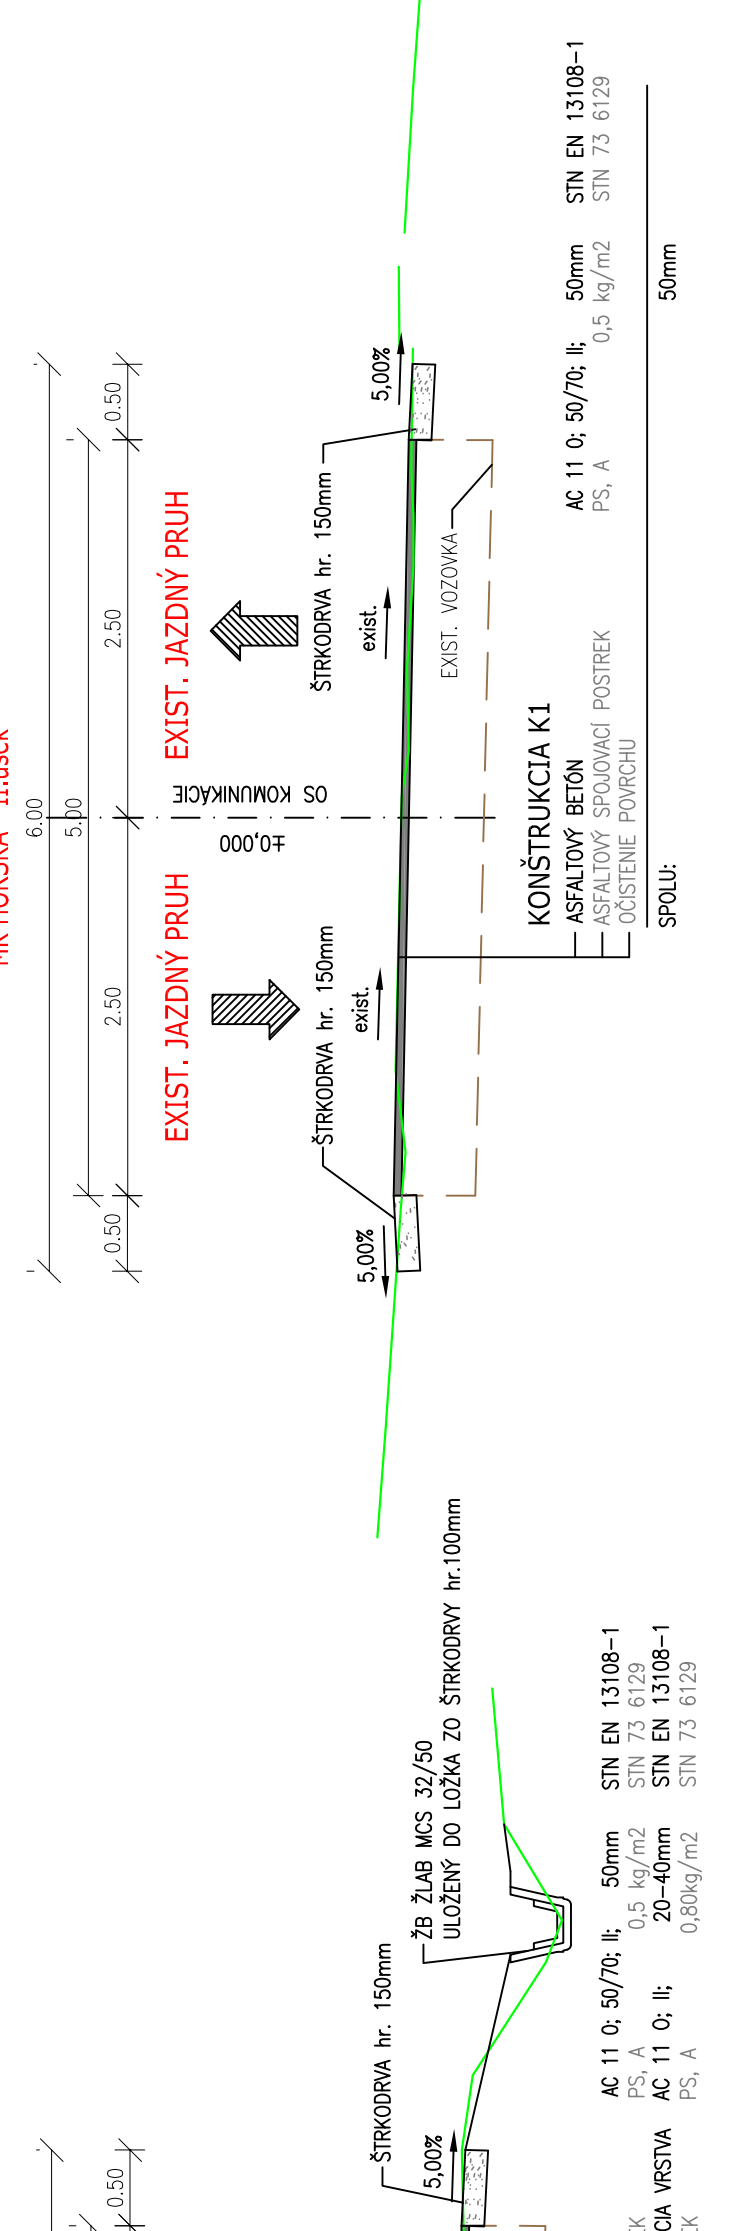 6.00
5.00
0.50
2.50
2.50
0.50
EXIST. JAZDNÝ PRUH
EXIST. JAZDNÝ PRUH
OS KOMUNIKÁCIE
±0,000
ŠTRKODRVA hr. 150mm
ŠTRKODRVA hr. 150mm
5,00%
exist.
exist.
5,00%
EXIST. VOZOVKA
KONŠTRUKCIA K1
ASFALTOVÝ BETÓN AC 11 O; 50/70; II; 50mm STN EN 13108-1
ASFALTOVÝ SPOJOVACÍ POSTREK PS, A 0,5 kg/m2 STN 73 6129
OČISTENIE POVRCHU
SPOLU: 50mm
0.50
ŠTRKODRVA hr. 150mm
5,00%
ŽB ŽLAB MCS 32/50
ULOŽENÝ DO LOŽKA ZO ŠTRKODRVY hr.100mm
AC 11 O; 50/70; II; 50mm STN EN 13108-1
PS, A 0,5 kg/m2 STN 73 6129
VRSTVA AC 11 O; II; 20-40mm STN EN 13108-1
PS, A 0,80kg/m2 STN 73 6129